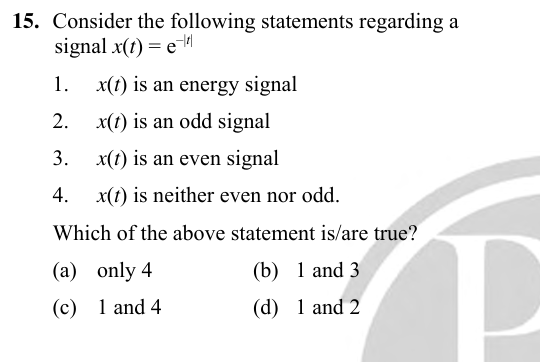 15. Consider the following statements regarding a
signal x(t) = e^–|t|
1. x(t) is an energy signal
2. x(t) is an odd signal
3. x(t) is an even signal
4. x(t) is neither even nor odd.
Which of the above statement is/are true?
(a) only 4 (b) 1 and 3
(c) 1 and 4 (d) 1 and 2